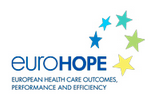 euroHOPE
EUROPEAN HEALTH CARE OUTCOMES,
PERFORMANCE AND EFFICIENCY